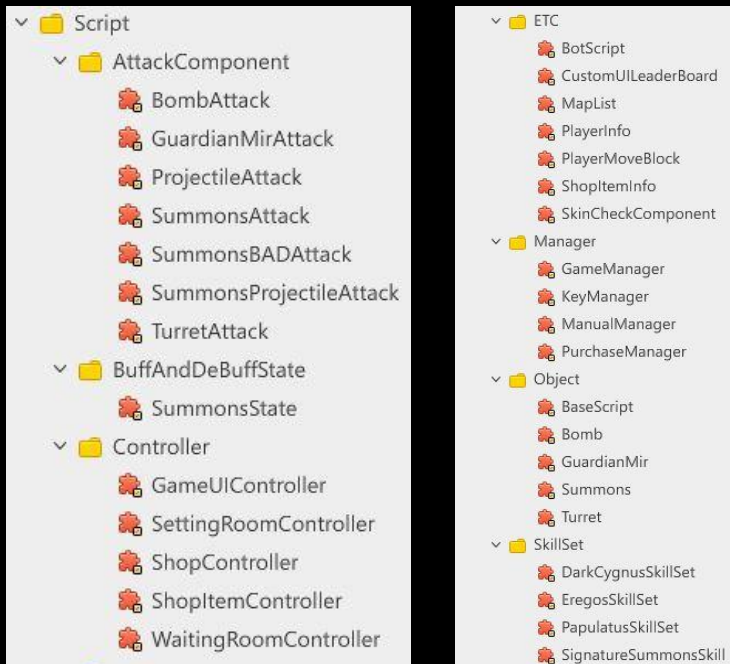 Script
AttackComponent
BombAttack
GuardianMirAttack
ProjectileAttack
SummonsAttack
SummonsBADAttack
SummonsProjectileAttack
TurretAttack
BuffAndDeBuffState
SummonsState
Controller
GameUIController
SettingRoomController
ShopController
ShopItemController
WaitingRoomController
ETC
BotScript
CustomUILeaderBoard
MapList
PlayerInfo
PlayerMoveBlock
ShopItemInfo
SkinCheckComponent
Manager
GameManager
KeyManager
ManualManager
PurchaseManager
Object
BaseScript
Bomb
GuardianMir
Summons
Turret
SkillSet
DarkCygnusSkillSet
EregosSkillSet
PapulatusSkillSet
SignatureSummonsSkill